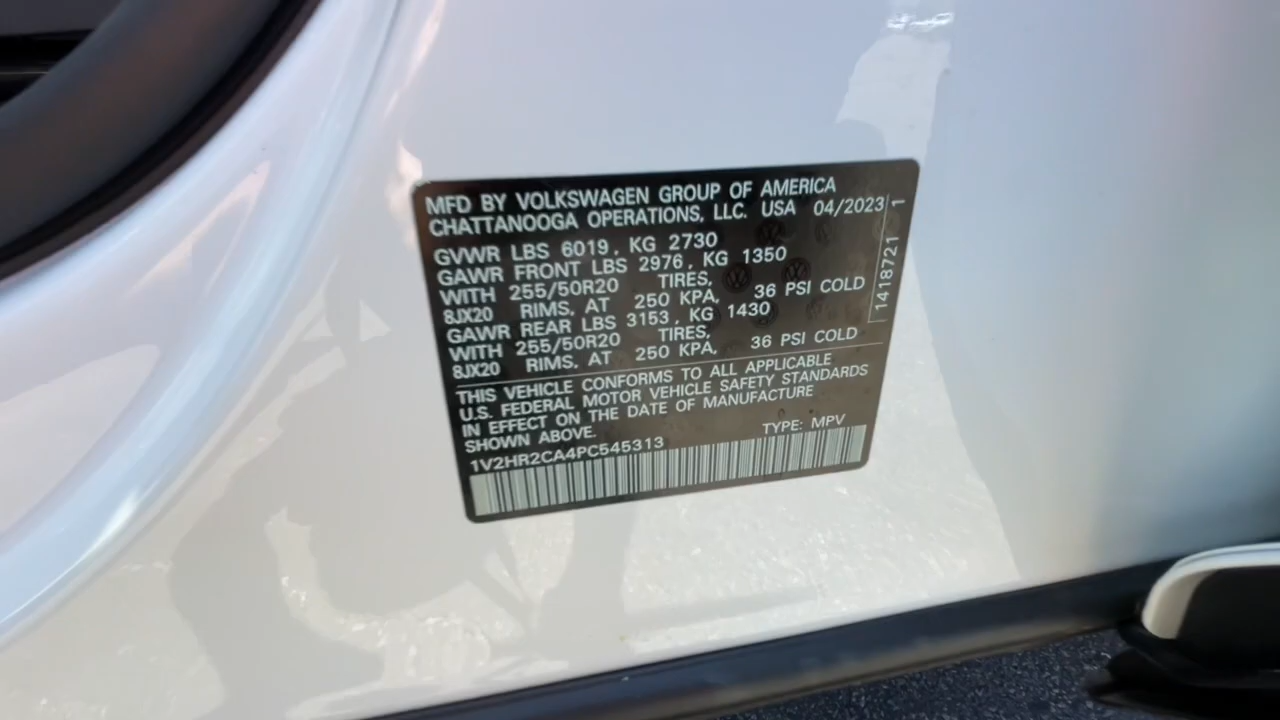 MFD BY VOLKSWAGEN GROUP OF AMERICA
CHATTANOOGA OPERATIONS, LLC. USA 04/2023
GVWR LBS 6019, KG 2730
GAWR FRONT LBS 2976, KG 1350
WITH 255/50R20 TIRES,
8JX20 RIMS, AT 250 KPA, 36 PSI COLD
GAWR REAR LBS 3153, KG 1430
WITH 255/50R20 TIRES,
8JX20 RIMS, AT 250 KPA, 36 PSI COLD
THIS VEHICLE CONFORMS TO ALL APPLICABLE
U.S. FEDERAL MOTOR VEHICLE SAFETY STANDARDS
IN EFFECT ON THE DATE OF MANUFACTURE
SHOWN ABOVE. TYPE: MPV
1V2HR2CA4PC545313
1418721 1